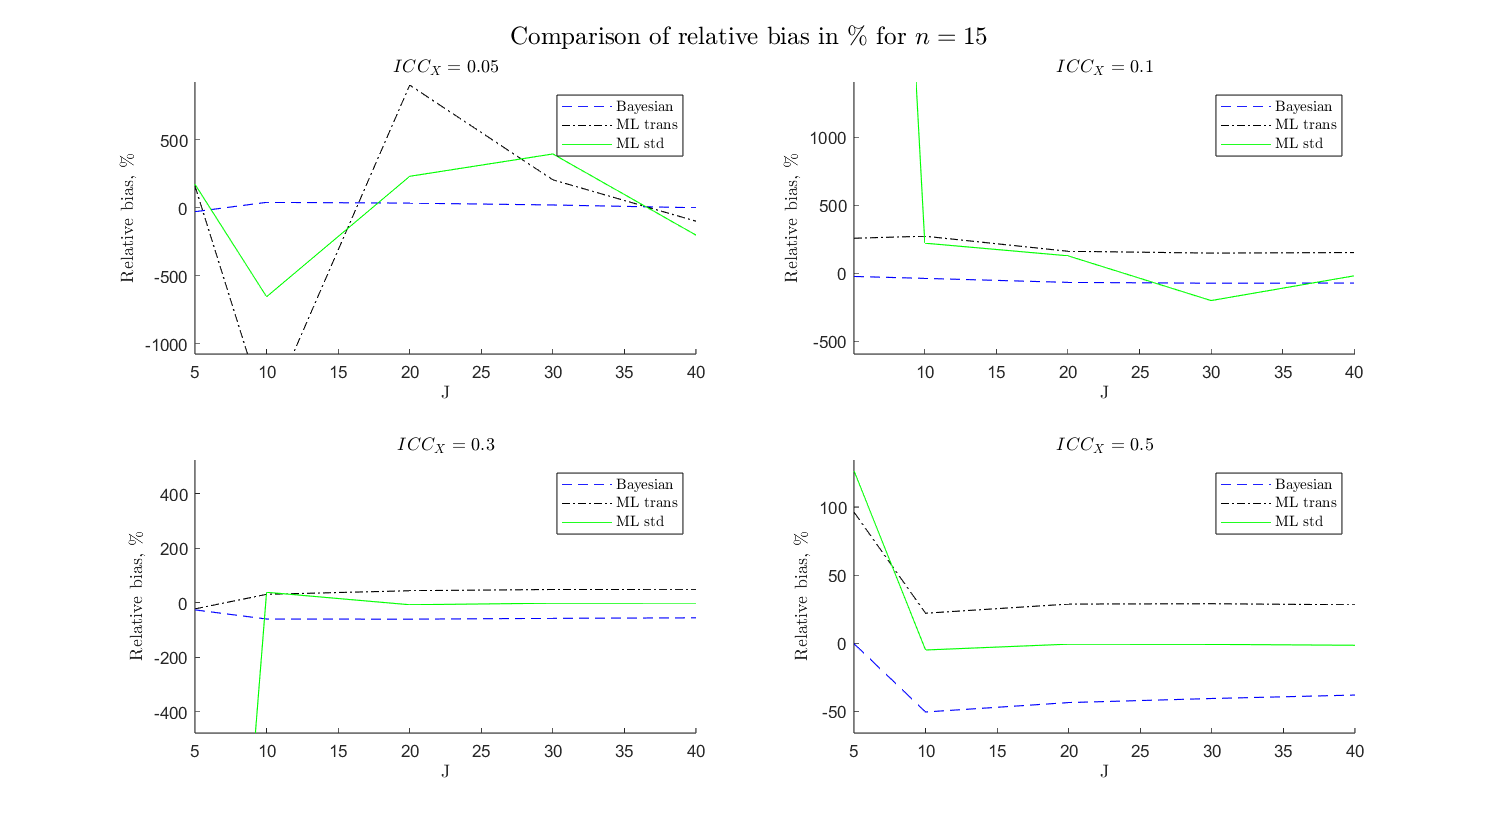 Comparison of relative bias in % for n = 15
ICC_X = 0.05
Relative bias, %
500
0
-500
-1000
5 10 15 20 25 30 35 40
J
Bayesian
ML trans
ML std
ICC_X = 0.1
Relative bias, %
1000
500
0
-500
10 15 20 25 30 35 40
J
Bayesian
ML trans
ML std
ICC_X = 0.3
Relative bias, %
400
200
0
-200
-400
5 10 15 20 25 30 35 40
J
Bayesian
ML trans
ML std
ICC_X = 0.5
Relative bias, %
100
50
0
-50
5 10 15 20 25 30 35 40
J
Bayesian
ML trans
ML std